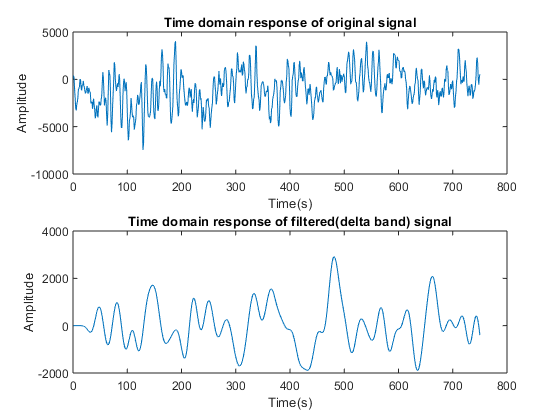 Time domain response of original signal
5000
0
-5000
-10000
Amplitude
0 100 200 300 400 500 600 700 800
Time(s)
Time domain response of filtered(delta band) signal
4000
2000
0
-2000
Amplitude
0 100 200 300 400 500 600 700 800
Time(s)